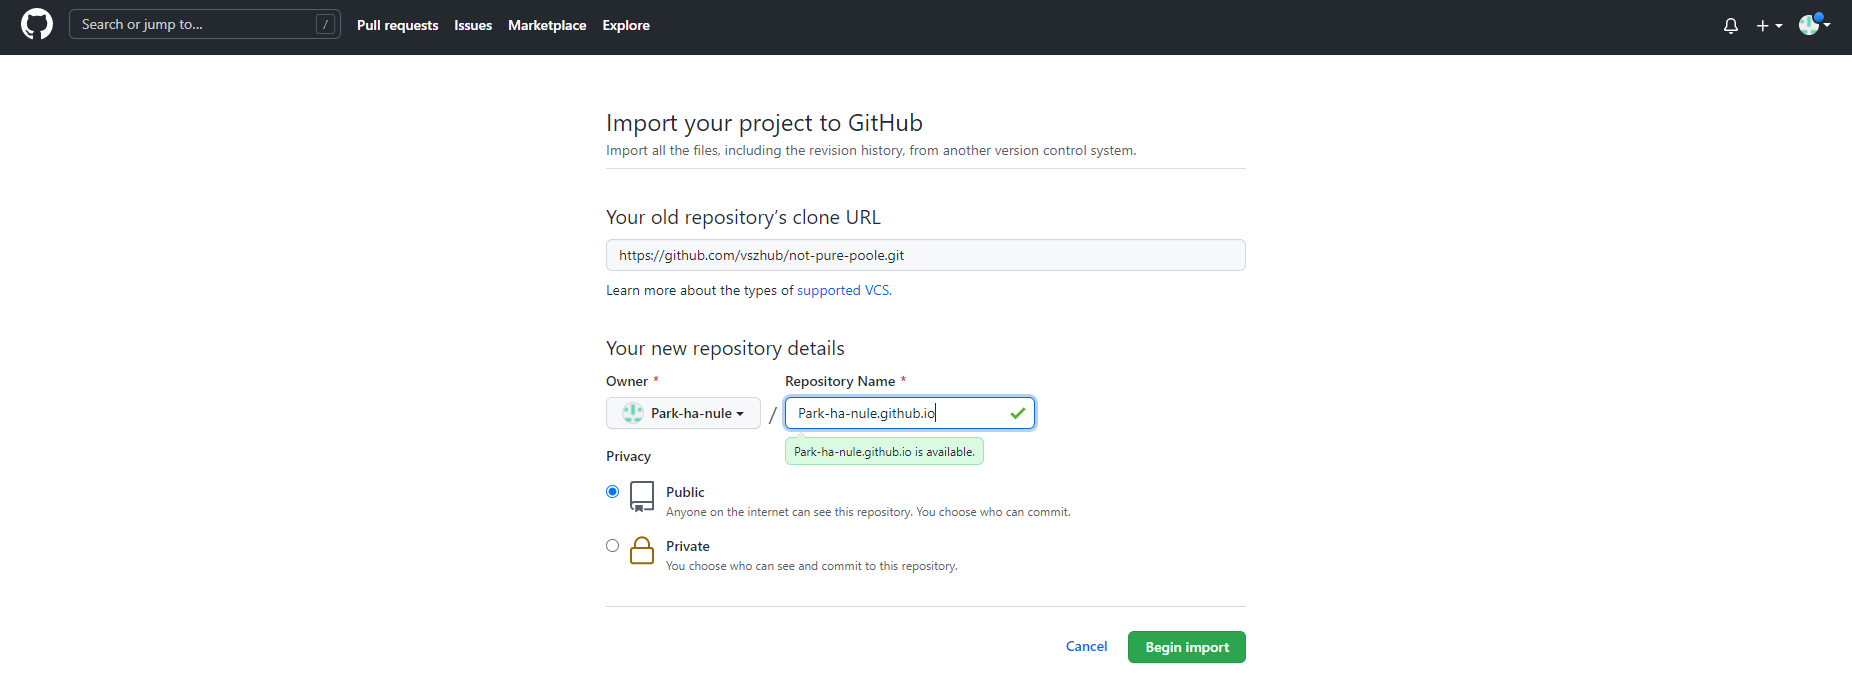 Search or jump to... /
Pull requests Issues Marketplace Explore
Import your project to GitHub
Import all the files, including the revision history, from another version control system.
Your old repository's clone URL
https://github.com/vszhub/not-pure-poole.git
Learn more about the types of supported VCS.
Your new repository details
Owner * Repository Name *
Park-ha-nule / Park-ha-nule.github.io
Park-ha-nule.github.io is available.
Privacy
Public
Anyone on the internet can see this repository. You choose who can commit.
Private
You choose who can see and commit to this repository.
Cancel Begin import